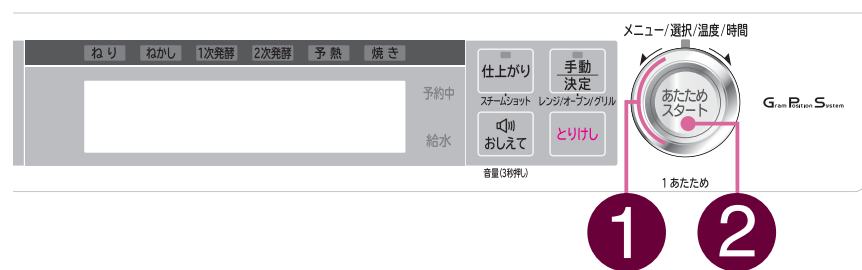 メニュー/選択/温度/時間
ねり ねかし 1次発酵 2次発酵 予熱 焼き
予約中
給水
仕上がり
スチームショット
手動
決定
レンジ/オーブン/グリル
おしえて
音量(3秒押し)
とりけし
あたため
スタート
Gram Position System
1 あたため
1 2